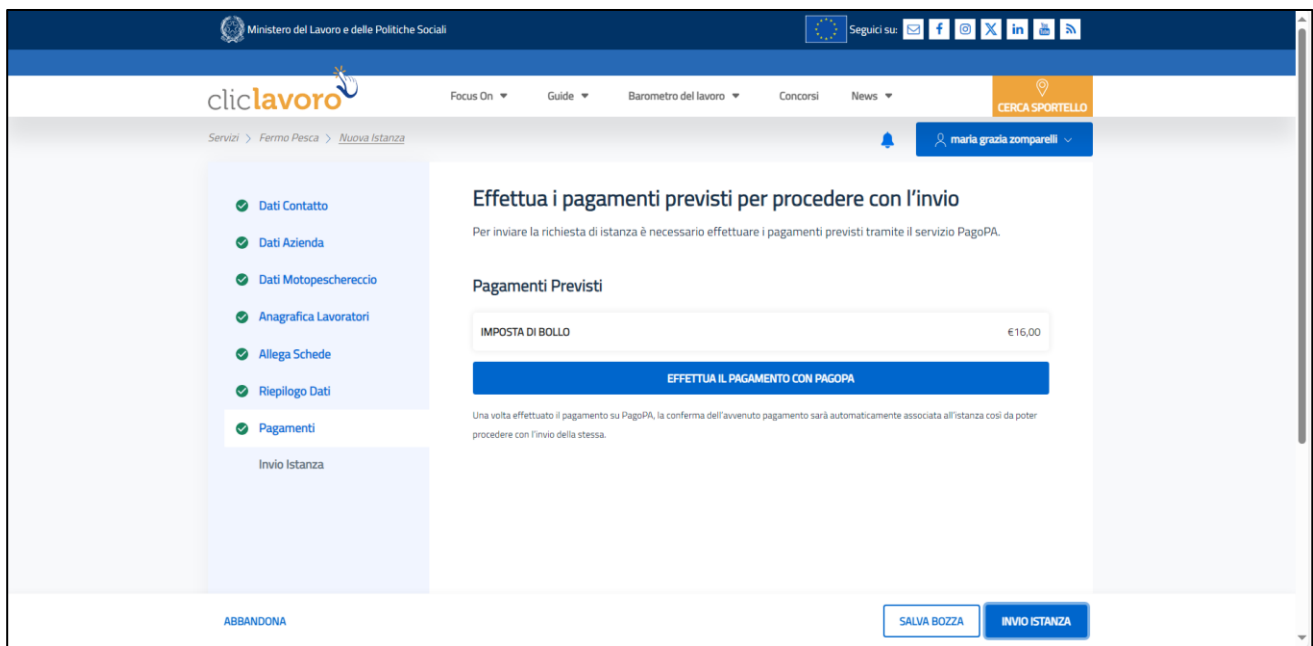 Ministero del Lavoro e delle Politiche Sociali
Seguici su:
cliclavoro
Focus On
Guide
Barometro del lavoro
Concorsi
News
CERCA SPORTELLO
Servizi > Fermo Pesca > Nuova Istanza
maria grazia zomparelli
Dati Contatto
Dati Azienda
Dati Motopeschereccio
Anagrafica Lavoratori
Allega Schede
Riepilogo Dati
Pagamenti
Invio Istanza
Effettua i pagamenti previsti per procedere con l'invio
Per inviare la richiesta di istanza è necessario effettuare i pagamenti previsti tramite il servizio PagoPA.
Pagamenti Previsti
IMPOSTA DI BOLLO
€16,00
EFFETTUA IL PAGAMENTO CON PAGOPA
Una volta effettuato il pagamento su PagoPA, la conferma dell'avvenuto pagamento sarà automaticamente associata all'istanza così da poter
procedere con l'invio della stessa.
ABBANDONA
SALVA BOZZA
INVIO ISTANZA